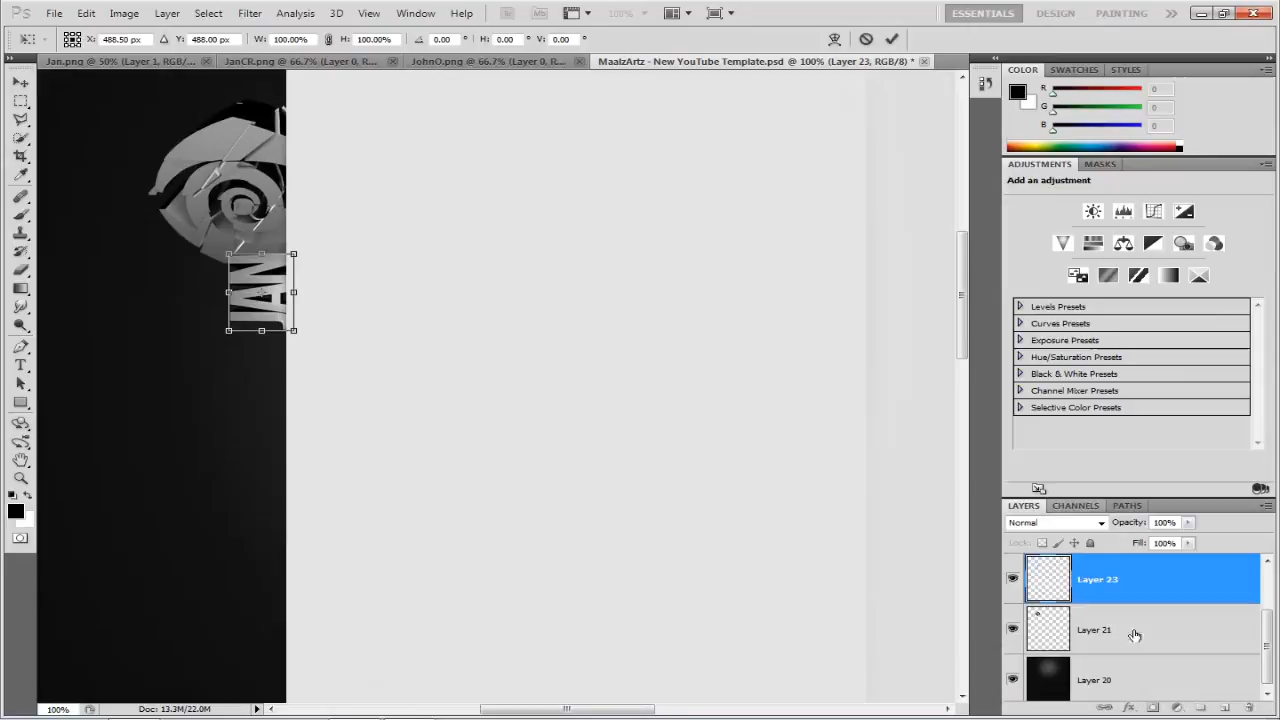 PS File Edit Image Layer Select Filter Analysis 3D View Window Help Br Mb 100% ESSENTIALS DESIGN PAINTING
X: 488.50 px Y: 488.00 px W: 100.00% H: 100.00% 0.00 ° H: 0.00 ° V: 0.00 °
Jan.png @ 50% (Layer 1, RGB/... JanCR.png @ 66.7% (Layer 0, R... JohnO.png @ 66.7% (Layer 0, R... MaalzArtz - New YouTube Template.psd @ 100% (Layer 23, RGB/8) *
COLOR SWATCHES STYLES
R 0
G 0
B 0
ADJUSTMENTS MASKS
Add an adjustment
Levels Presets
Curves Presets
Exposure Presets
Hue/Saturation Presets
Black & White Presets
Channel Mixer Presets
Selective Color Presets
JAN
LAYERS CHANNELS PATHS
Normal Opacity: 100%
Lock: Fill: 100%
Layer 23
Layer 21
Layer 20
100% Doc: 13.3M/22.0M